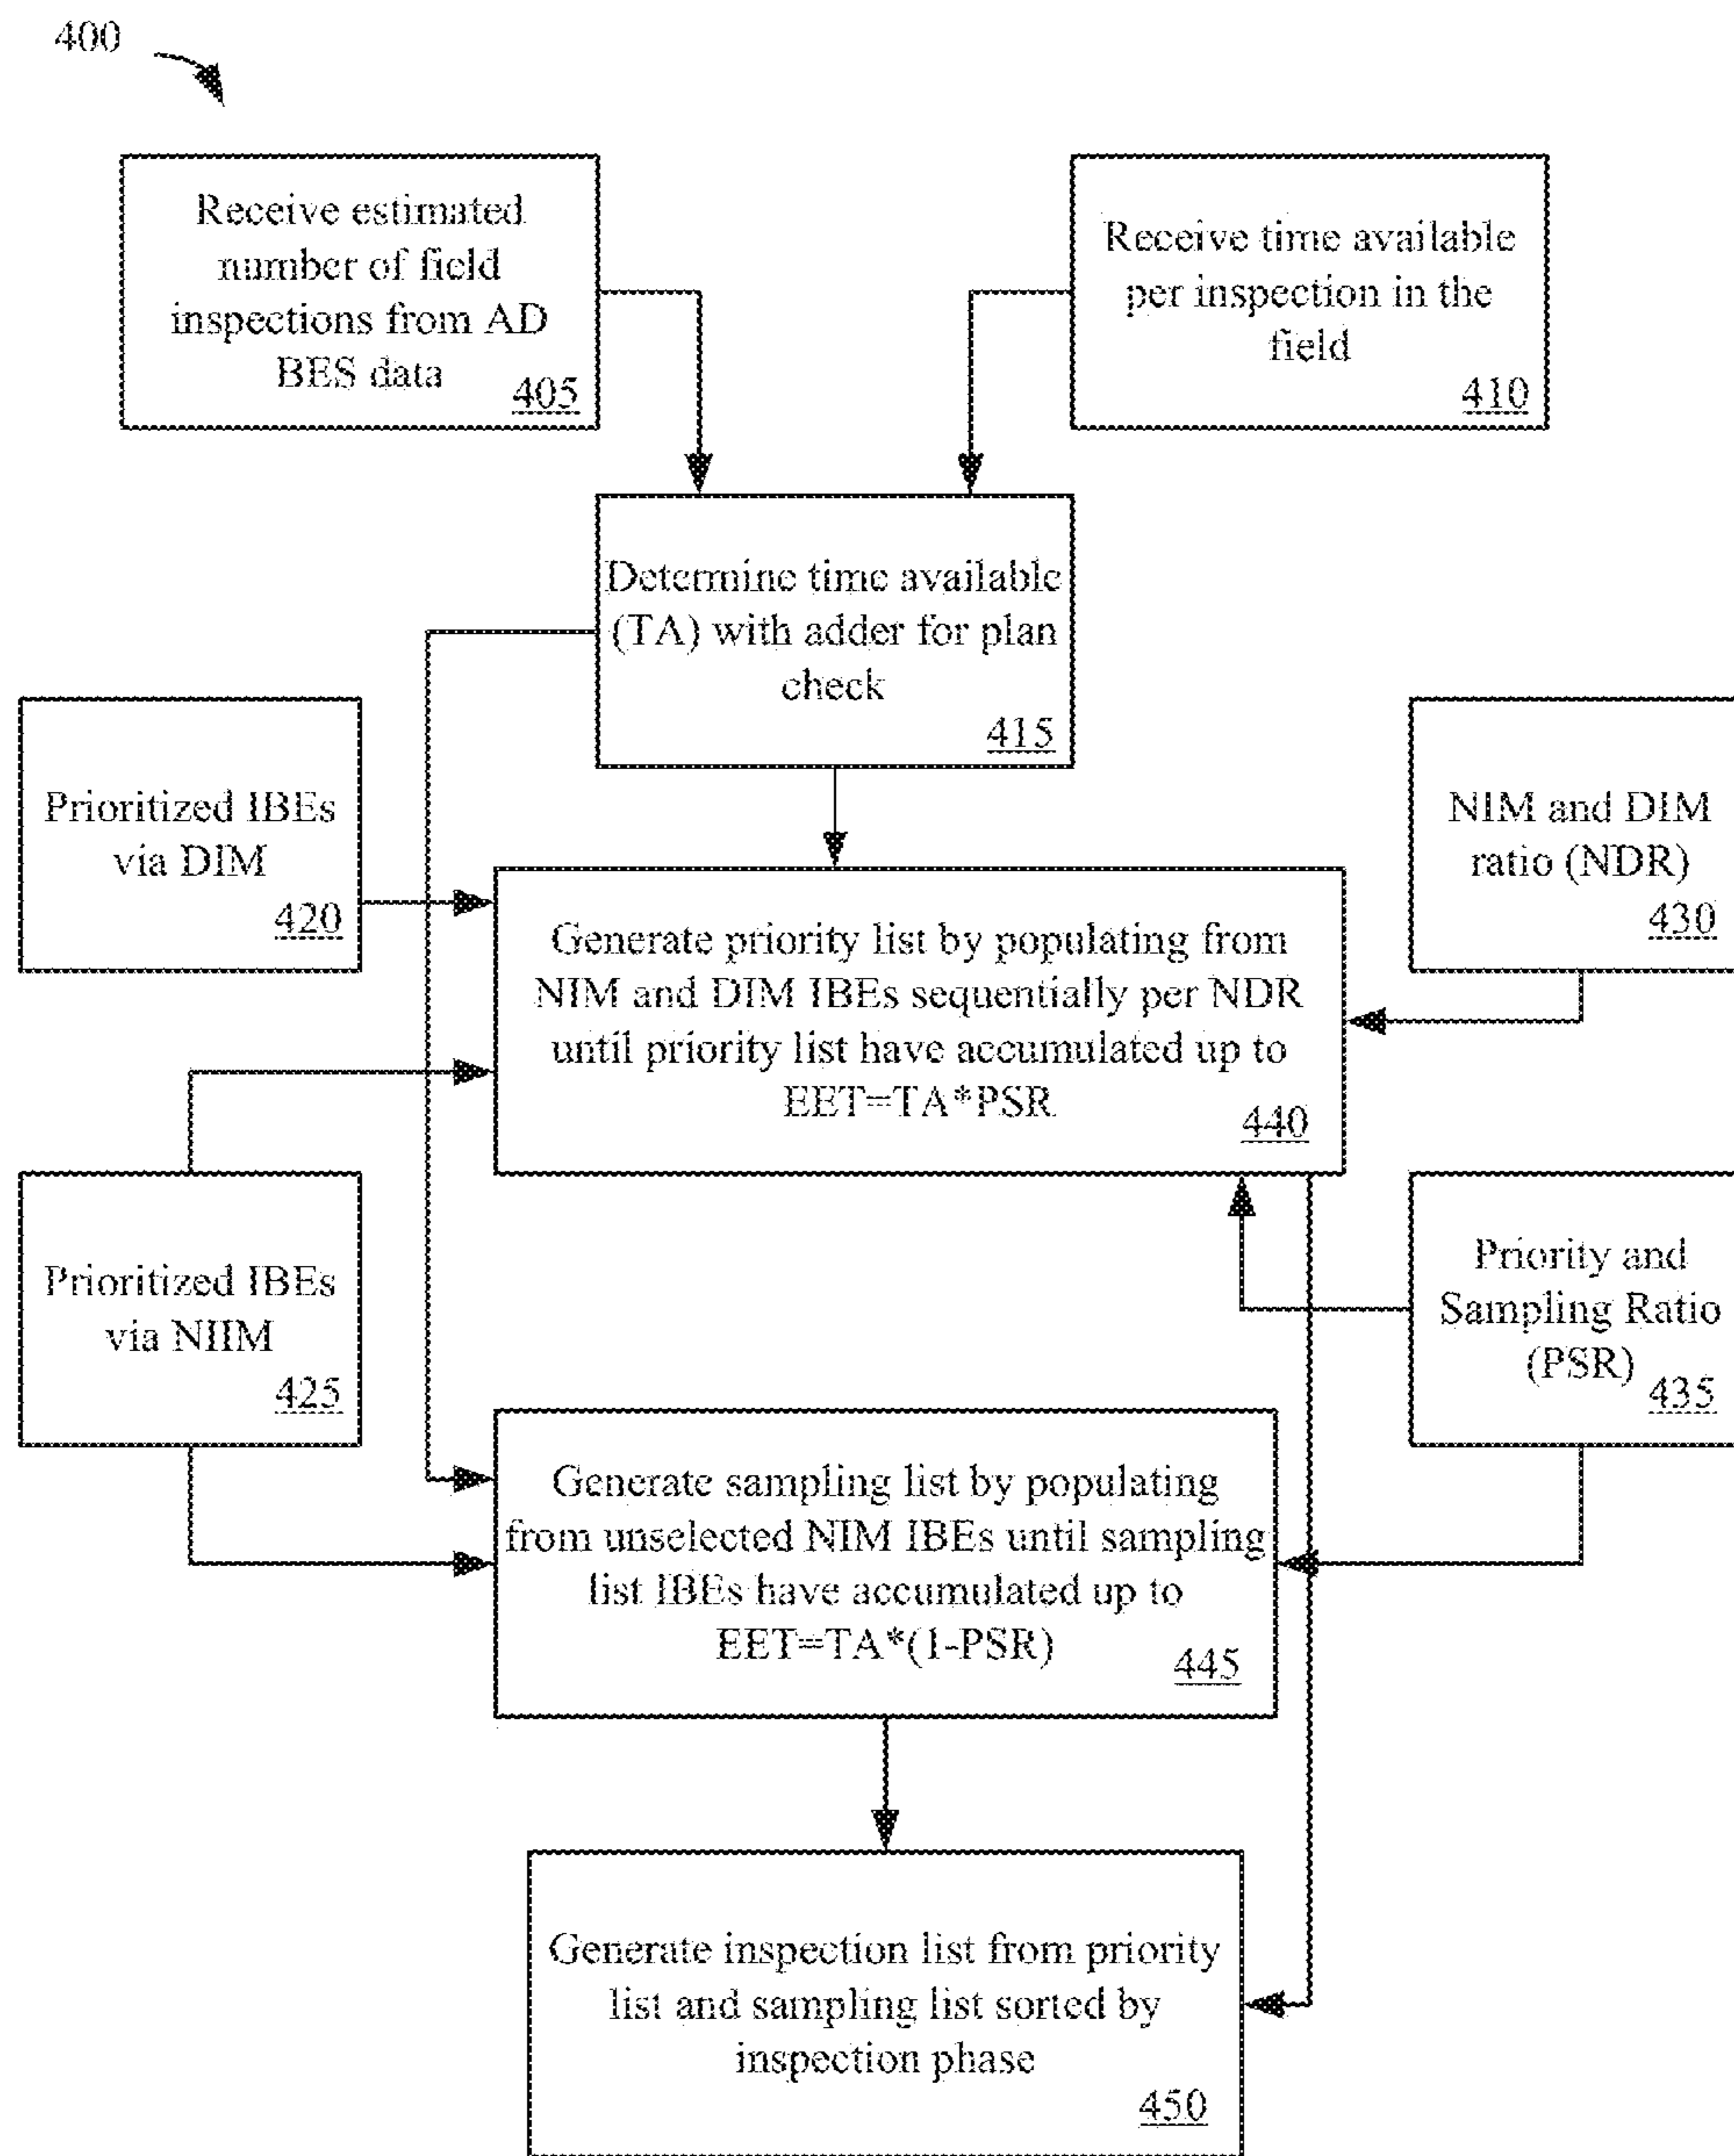 400
Receive estimated
number of field
inspections from AD
BES data
405
Receive time available
per inspection in the
field
410
Determine time available
(TA) with adder for plan
check
415
Prioritized IBEs
via DIM
420
NIM and DIM
ratio (NDR)
430
Generate priority list by populating from
NIM and DIM IBEs sequentially per NDR
until priority list have accumulated up to
EET=TA*PSR
440
Prioritized IBEs
via NIIM
425
Priority and
Sampling Ratio
(PSR)
435
Generate sampling list by populating
from unselected NIM IBEs until sampling
list IBEs have accumulated up to
EET=TA*(1-PSR)
445
Generate inspection list from priority
list and sampling list sorted by
inspection phase
450